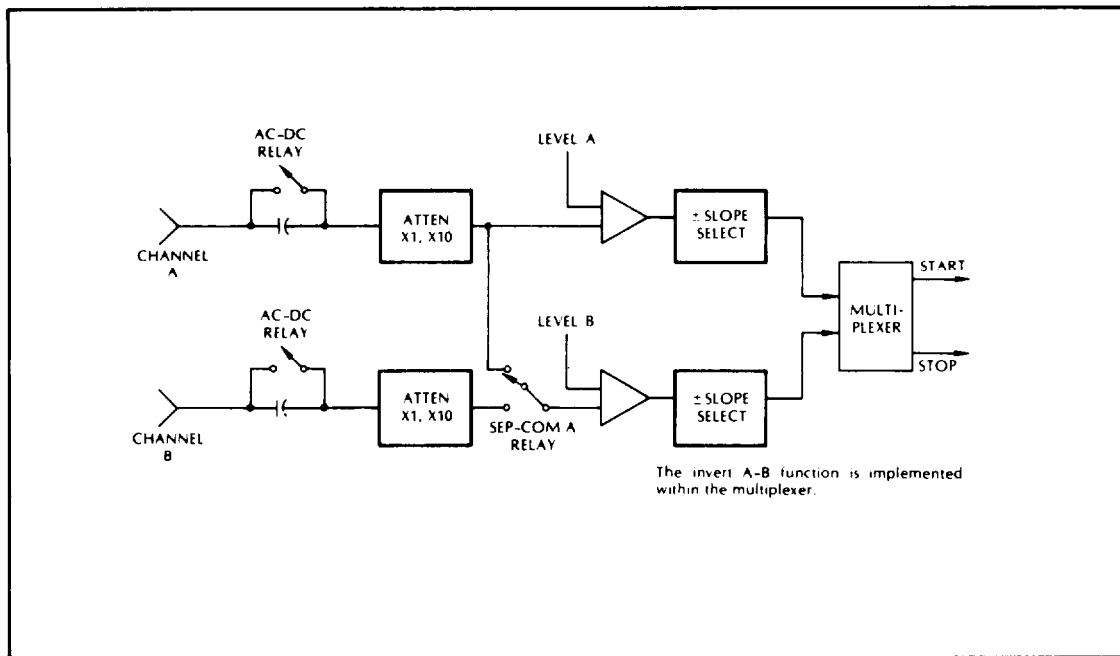 AC-DC
RELAY
CHANNEL
A
ATTEN
X1, X10
LEVEL A
± SLOPE
SELECT
MULTI-
PLEXER
START
STOP
AC-DC
RELAY
CHANNEL
B
ATTEN
X1, X10
SEP-COM A
RELAY
LEVEL B
± SLOPE
SELECT
The invert A-B function is implemented
within the multiplexer.